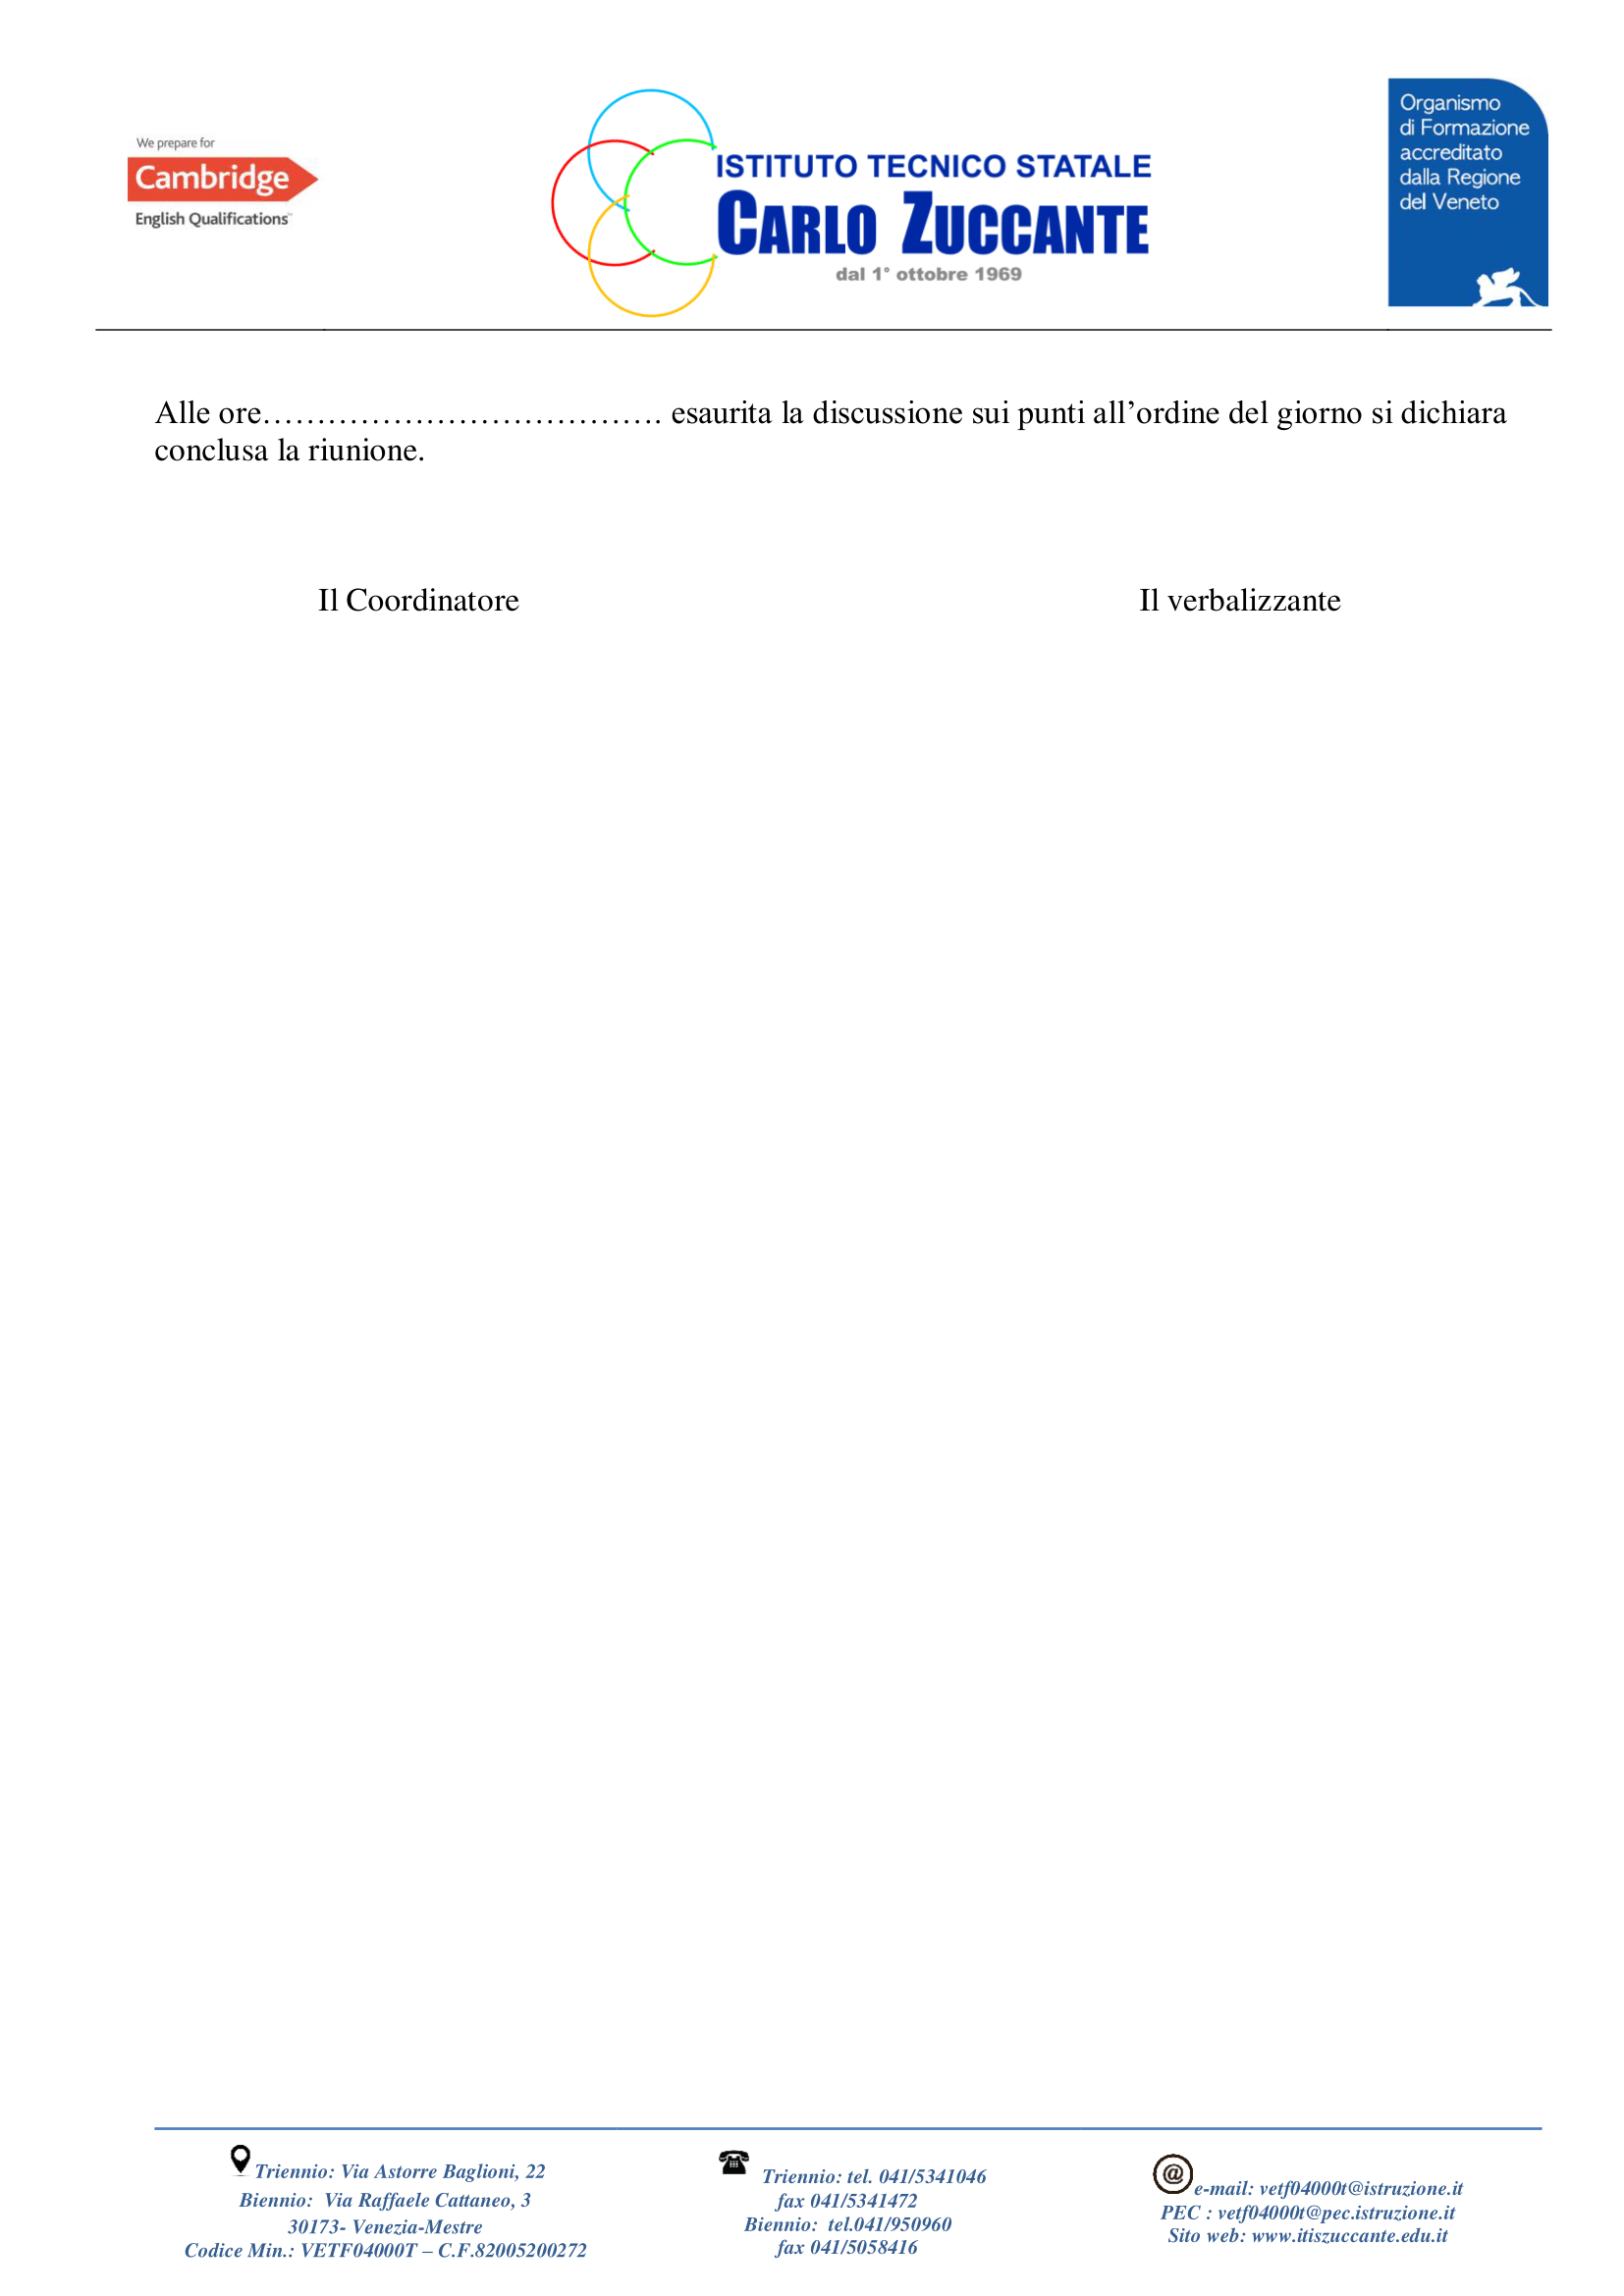 We prepare for
Cambridge
English Qualifications
ISTITUTO TECNICO STATALE
CARLO ZUCCANTE
dal 1° ottobre 1969
Organismo
di Formazione
accreditato
dalla Regione
del Veneto
Alle ore………………………………. esaurita la discussione sui punti all’ordine del giorno si dichiara
conclusa la riunione.
Il Coordinatore Il verbalizzante
Triennio: Via Astorre Baglioni, 22
Biennio: Via Raffaele Cattaneo, 3
30173- Venezia-Mestre
Codice Min.: VETF04000T – C.F.82005200272
Triennio: tel. 041/5341046
fax 041/5341472
Biennio: tel.041/950960
fax 041/5058416
@ e-mail: vetf04000t@istruzione.it
PEC : vetf04000t@pec.istruzione.it
Sito web: www.itiszuccante.edu.it